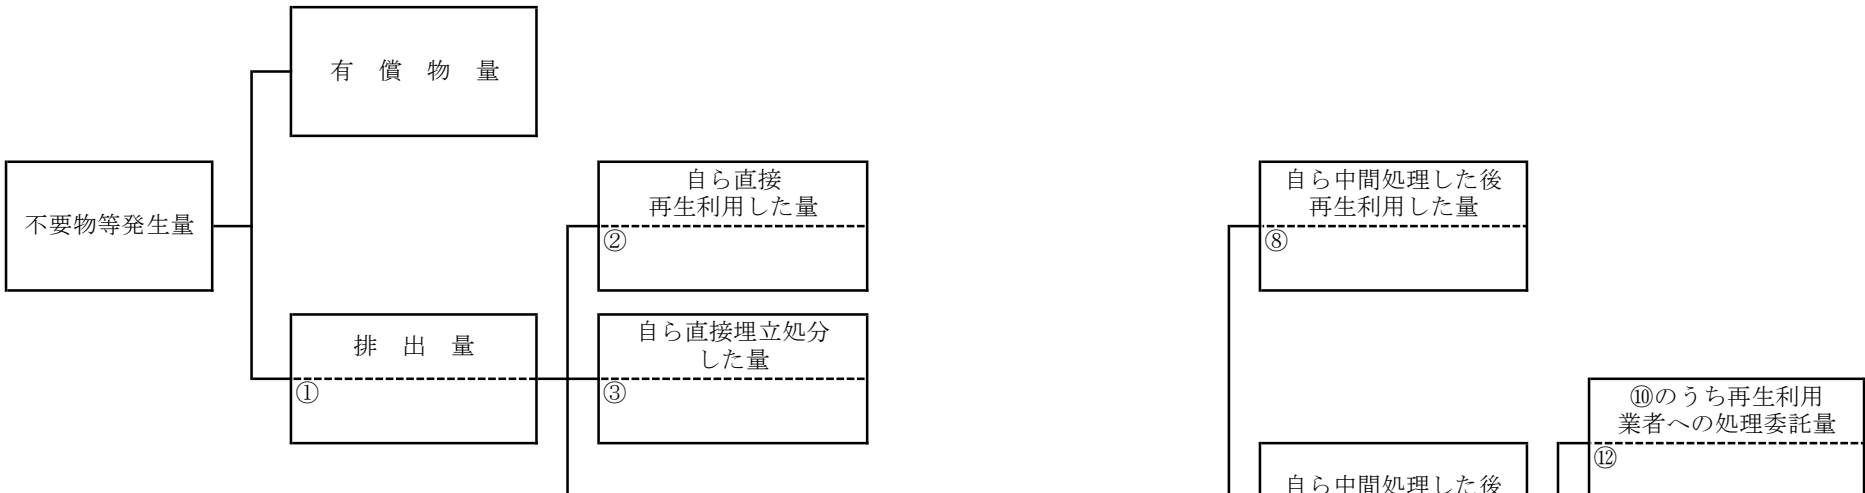 有　償　物　量
不要物等発生量
自ら直接
再生利用した量
②
自ら中間処理した後
再生利用した量
⑧
排　出　量
①
自ら直接埋立処分
した量
③
⑩のうち再生利用
業者への処理委託量
⑫
自ら中間処理した後